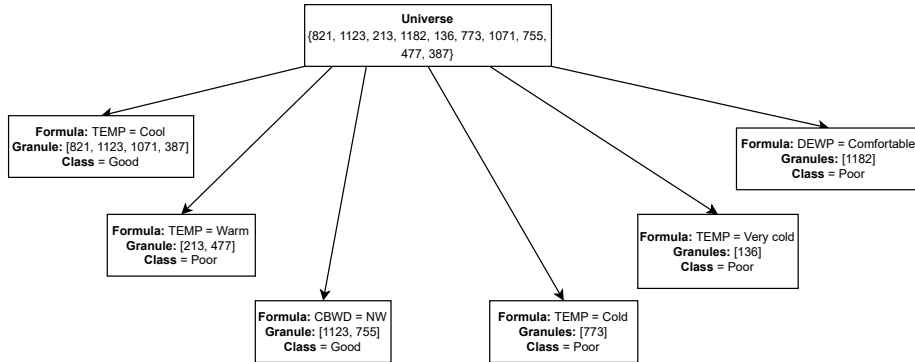 Universe
{821, 1123, 213, 1182, 136, 773, 1071, 755,
477, 387}
Formula: TEMP = Cool
Granule: [821, 1123, 1071, 387]
Class = Good
Formula: DEWP = Comfortable
Granules: [1182]
Class = Poor
Formula: TEMP = Warm
Granule: [213, 477]
Class = Poor
Formula: TEMP = Very cold
Granules: [136]
Class = Poor
Formula: CBWD = NW
Granule: [1123, 755]
Class = Good
Formula: TEMP = Cold
Granules: [773]
Class = Poor